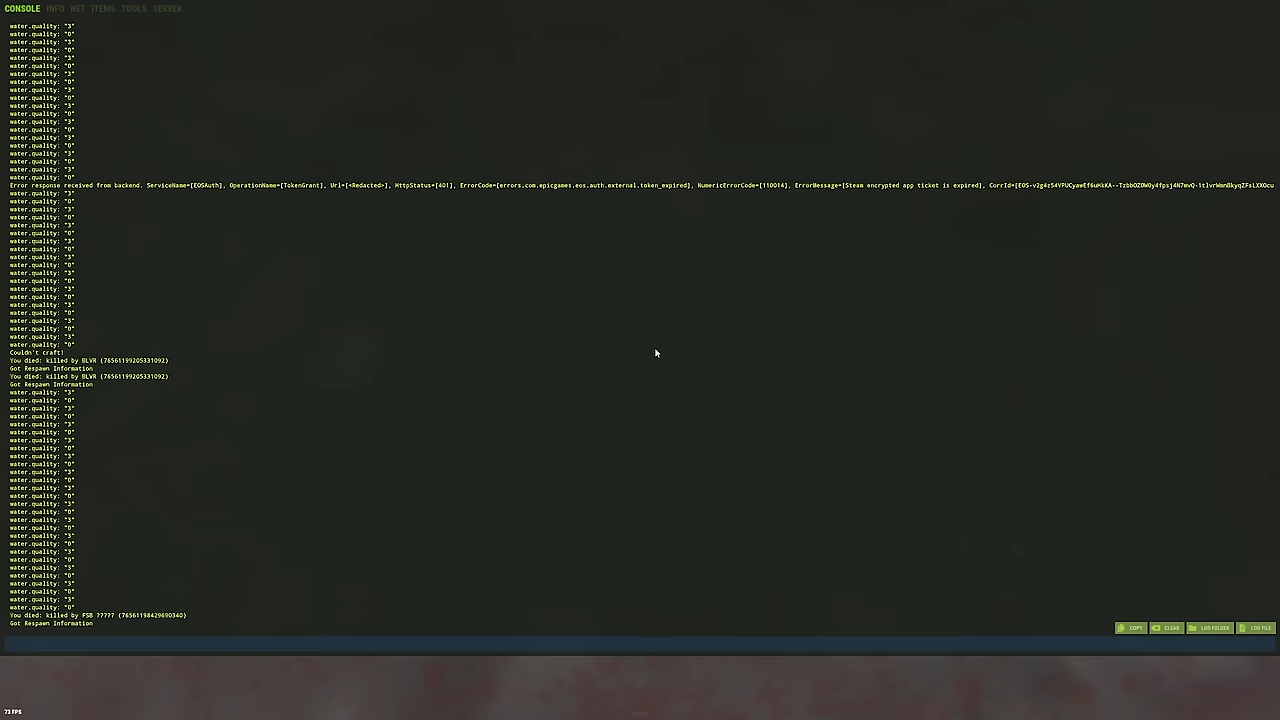 CONSOLE INFO NET ITEMS TOOLS SERVER
water.quality: "3"
water.quality: "0"
water.quality: "3"
water.quality: "0"
water.quality: "3"
water.quality: "0"
water.quality: "3"
water.quality: "0"
water.quality: "3"
water.quality: "0"
water.quality: "3"
water.quality: "0"
water.quality: "3"
water.quality: "0"
water.quality: "3"
water.quality: "0"
water.quality: "3"
water.quality: "0"
water.quality: "3"
water.quality: "0"
Error response received from backend. ServiceName=[EOSAuth], OperationName=[TokenGrant], Url=[<Redacted>], HttpStatus=[401], ErrorCode=[errors.com.epicgames.eos.auth.external.token_expired], NumericErrorCode=[110014], ErrorMessage=[Steam encrypted app ticket is expired],
water.quality: "3"
water.quality: "0"
water.quality: "3"
water.quality: "0"
water.quality: "3"
water.quality: "0"
water.quality: "3"
water.quality: "0"
water.quality: "3"
water.quality: "0"
water.quality: "3"
water.quality: "0"
water.quality: "3"
water.quality: "0"
water.quality: "3"
water.quality: "0"
water.quality: "3"
water.quality: "0"
water.quality: "3"
water.quality: "0"
Couldn't craft!
You died: killed by BLVR (76561199205331092)
Got Respawn Information
You died: killed by BLVR (76561199205331092)
Got Respawn Information
water.quality: "3"
water.quality: "0"
water.quality: "3"
water.quality: "0"
water.quality: "3"
water.quality: "0"
water.quality: "3"
water.quality: "0"
water.quality: "3"
water.quality: "0"
water.quality: "3"
water.quality: "0"
water.quality: "3"
water.quality: "0"
water.quality: "3"
water.quality: "0"
water.quality: "3"
water.quality: "0"
water.quality: "3"
water.quality: "0"
water.quality: "3"
water.quality: "0"
water.quality: "3"
water.quality: "0"
water.quality: "3"
water.quality: "0"
water.quality: "3"
water.quality: "0"
You died: killed by FSB ????? (76561198429690340)
Got Respawn Information
COPY CLEAR LOG FOLDER LOG FILE
73 FPS